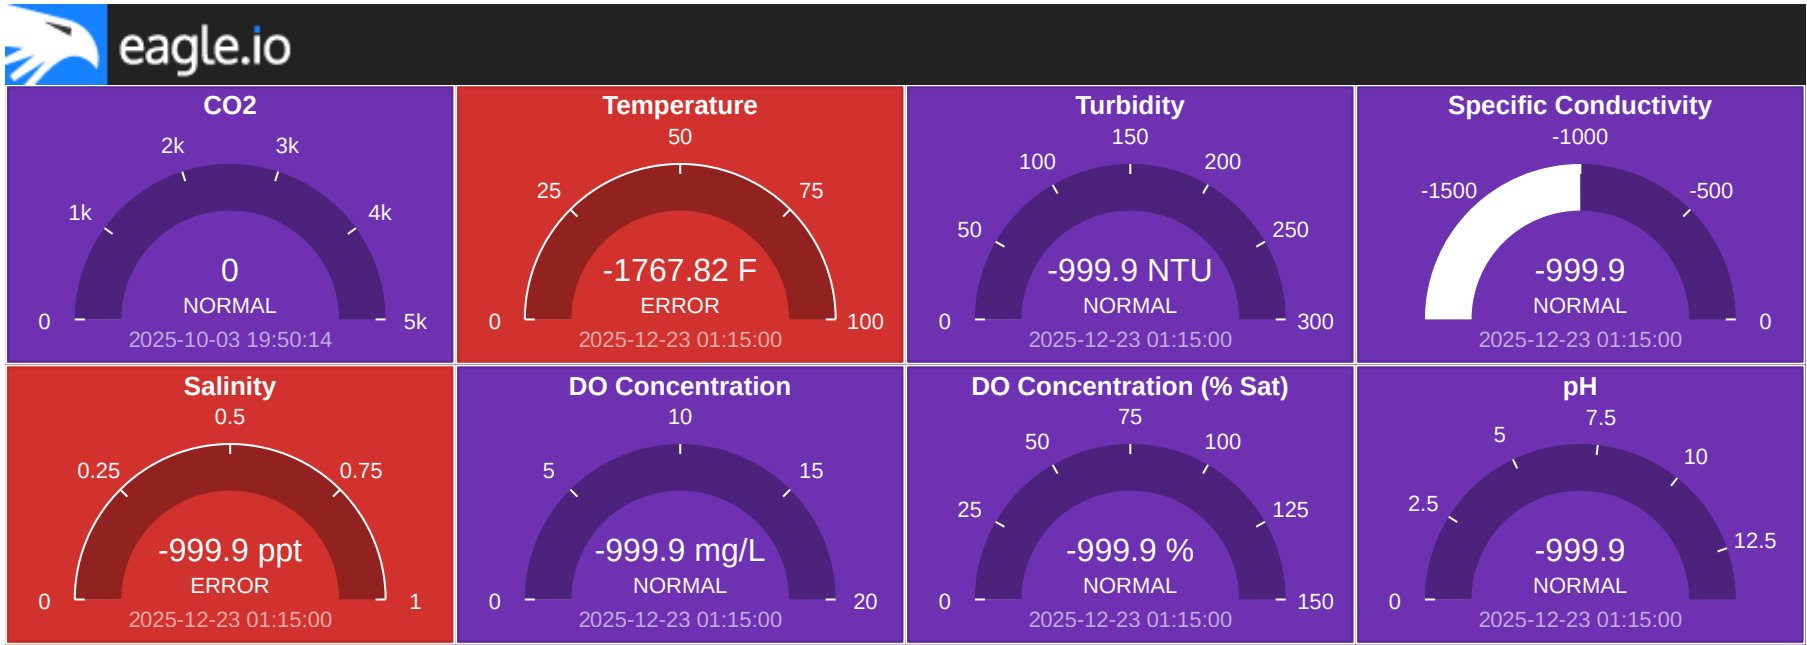 eagle.io
CO2
2k 3k
1k 4k
0
NORMAL
0 5k
2025-10-03 19:50:14
Temperature
50
25 75
-1767.82 F
ERROR
0 100
2025-12-23 01:15:00
Turbidity
150
100 200
50 250
-999.9 NTU
NORMAL
0 300
2025-12-23 01:15:00
Specific Conductivity
-1000
-1500 -500
-999.9
NORMAL
0
2025-12-23 01:15:00
Salinity
0.5
0.25 0.75
-999.9 ppt
ERROR
0 1
2025-12-23 01:15:00
DO Concentration
10
5 15
-999.9 mg/L
NORMAL
0 20
2025-12-23 01:15:00
DO Concentration (% Sat)
75
50 100
25 125
-999.9 %
NORMAL
0 150
2025-12-23 01:15:00
pH
7.5
5 10
2.5 12.5
-999.9
NORMAL
0
2025-12-23 01:15:00